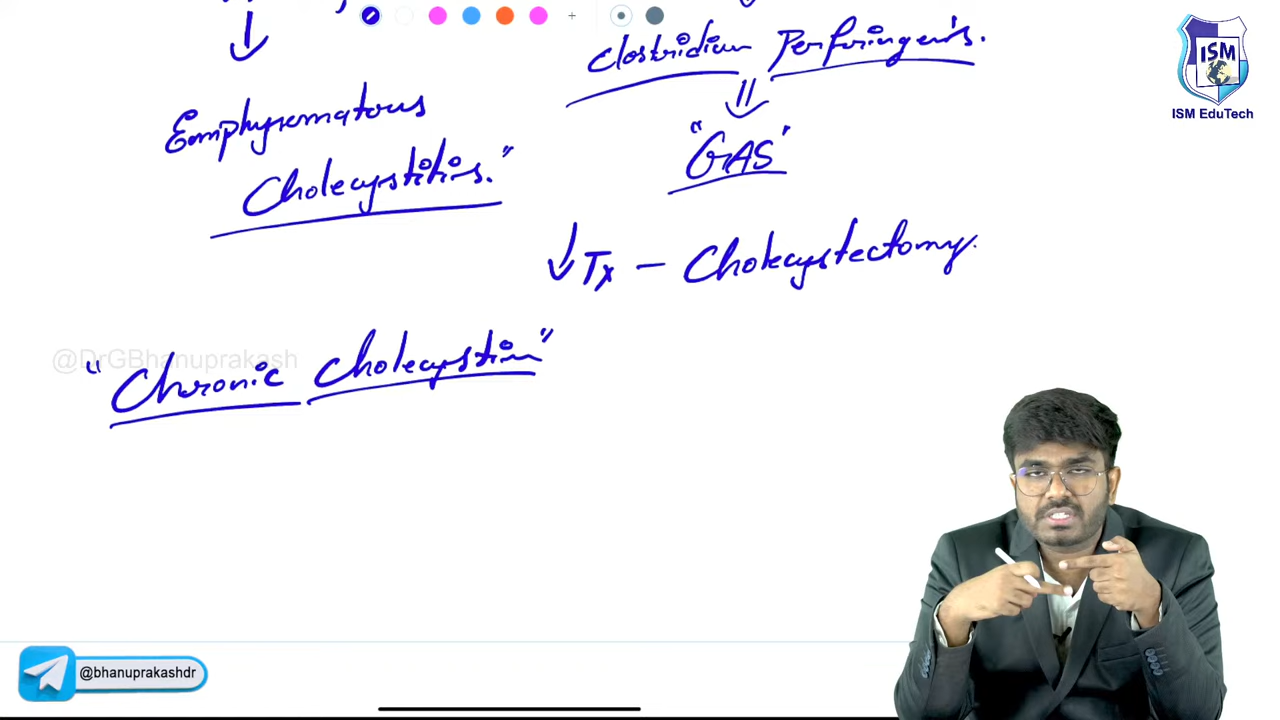 Clostridium Perfringens.
Emphysematous
Cholecystitis."
"GAS"
Tx - Cholecystectomy.
@DrGBhanuprakash
"Chronic Cholecystitis"
ISM
ISM EduTech
@bhanuprakashdr